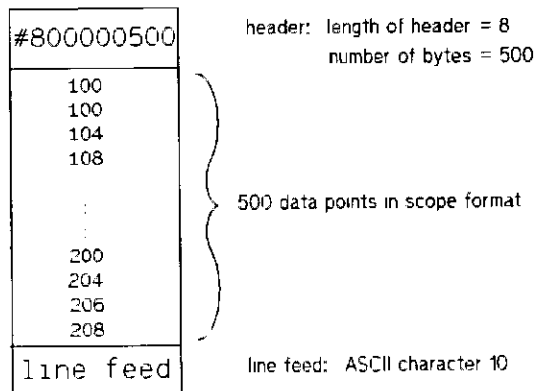 #800000500
header: length of header = 8
number of bytes = 500
100
100
104
108
:
:
500 data points in scope format
200
204
206
208
line feed
line feed: ASCII character 10